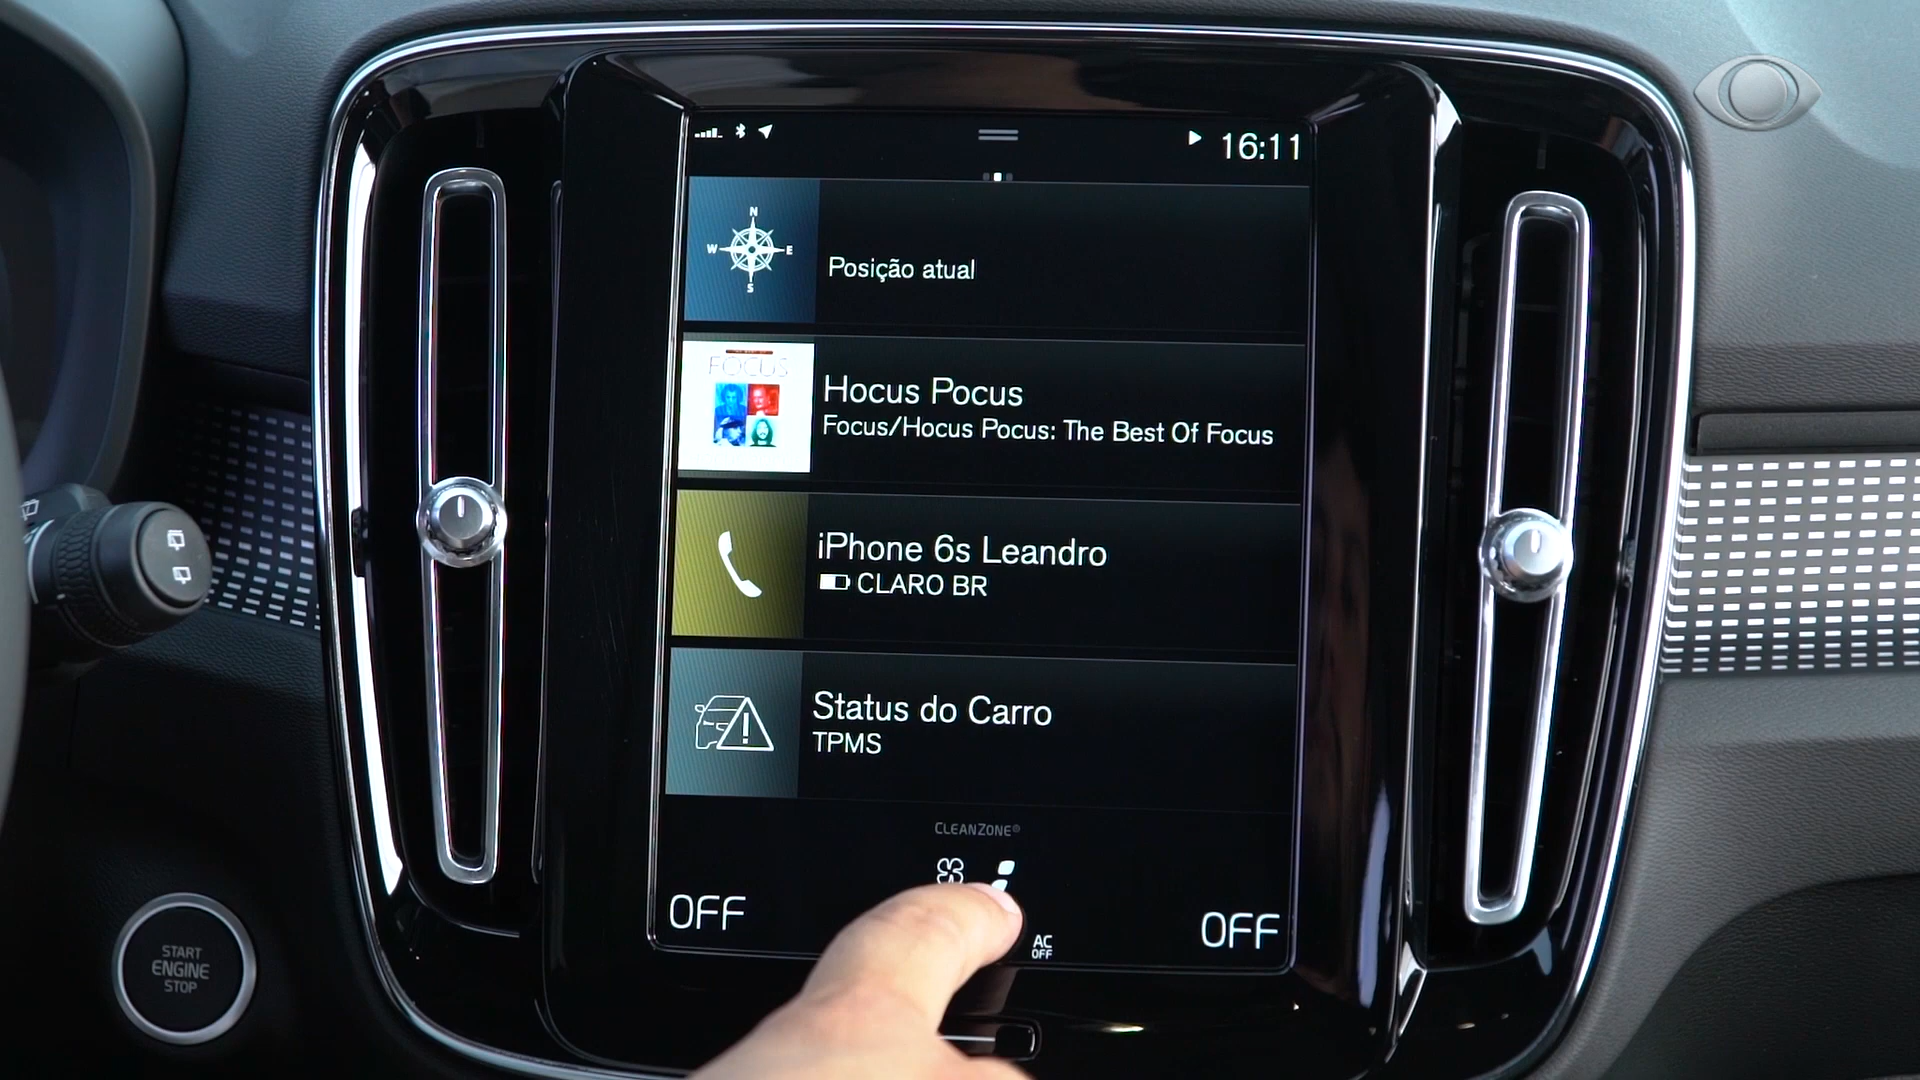 16:11
N
W E
S
Posição atual
FOCUS
Hocus Pocus
Focus/Hocus Pocus: The Best Of Focus
iPhone 6s Leandro
CLARO BR
Status do Carro
TPMS
CLEANZONE®
OFF
AC
OFF
OFF
START
ENGINE
STOP